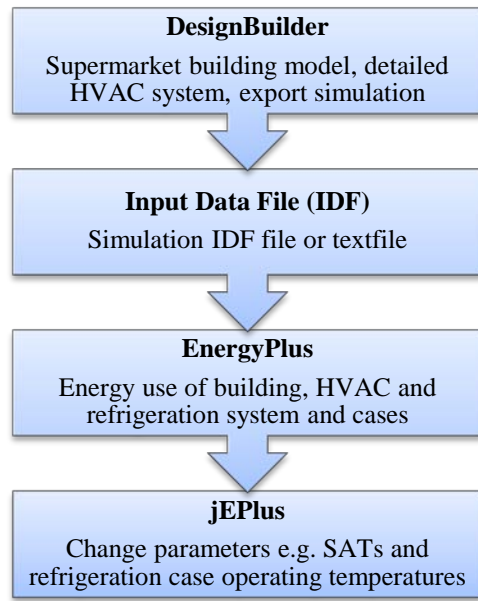 DesignBuilder
Supermarket building model, detailed
HVAC system, export simulation
Input Data File (IDF)
Simulation IDF file or textfile
EnergyPlus
Energy use of building, HVAC and
refrigeration system and cases
jEPlus
Change parameters e.g. SATs and
refrigeration case operating temperatures